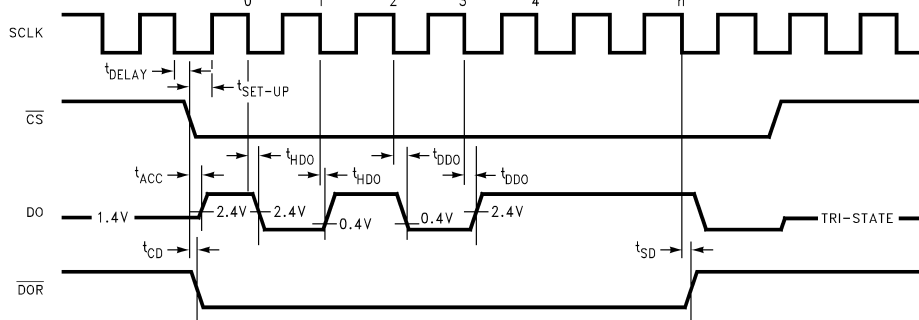 0 1 2 3 4 n
SCLK
tDELAY
tSET-UP
CS
tHDO tDDO
tACC tHDO tDDO
DO 1.4V 2.4V 2.4V 0.4V 0.4V 2.4V TRI-STATE
tCD tSD
DOR